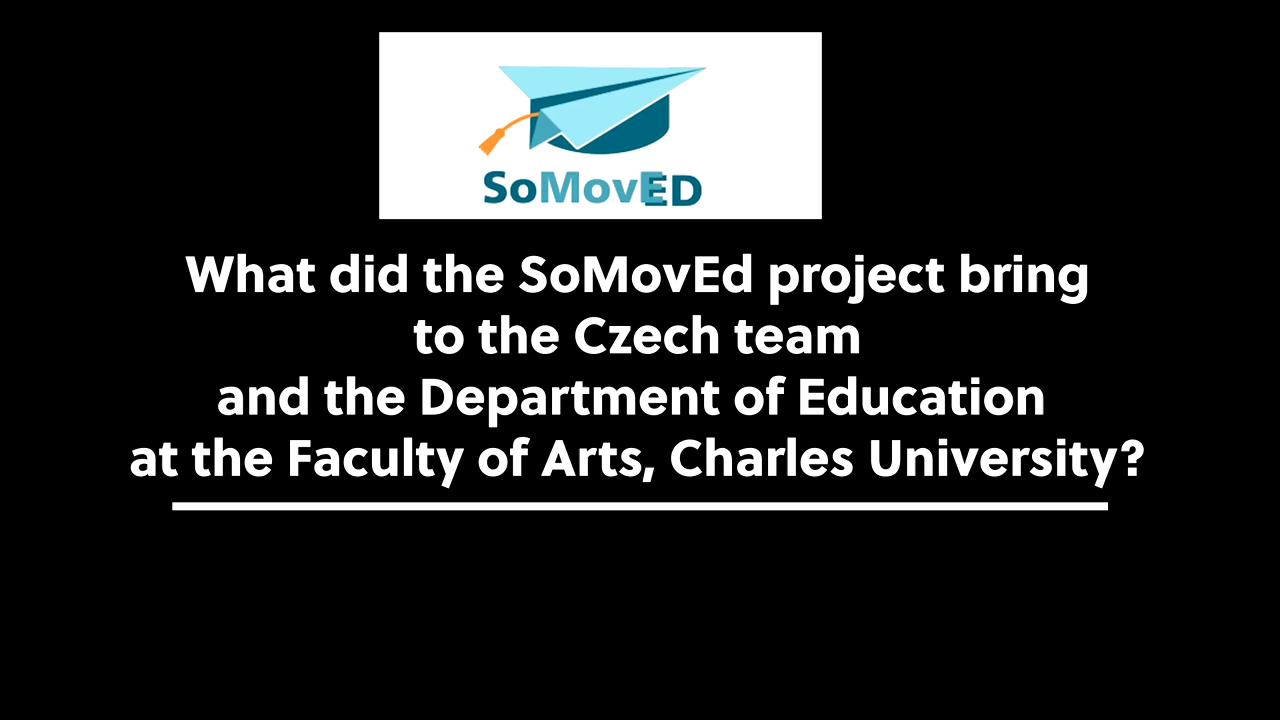 SoMovED
What did the SoMovEd project bring
to the Czech team
and the Department of Education
at the Faculty of Arts, Charles University?